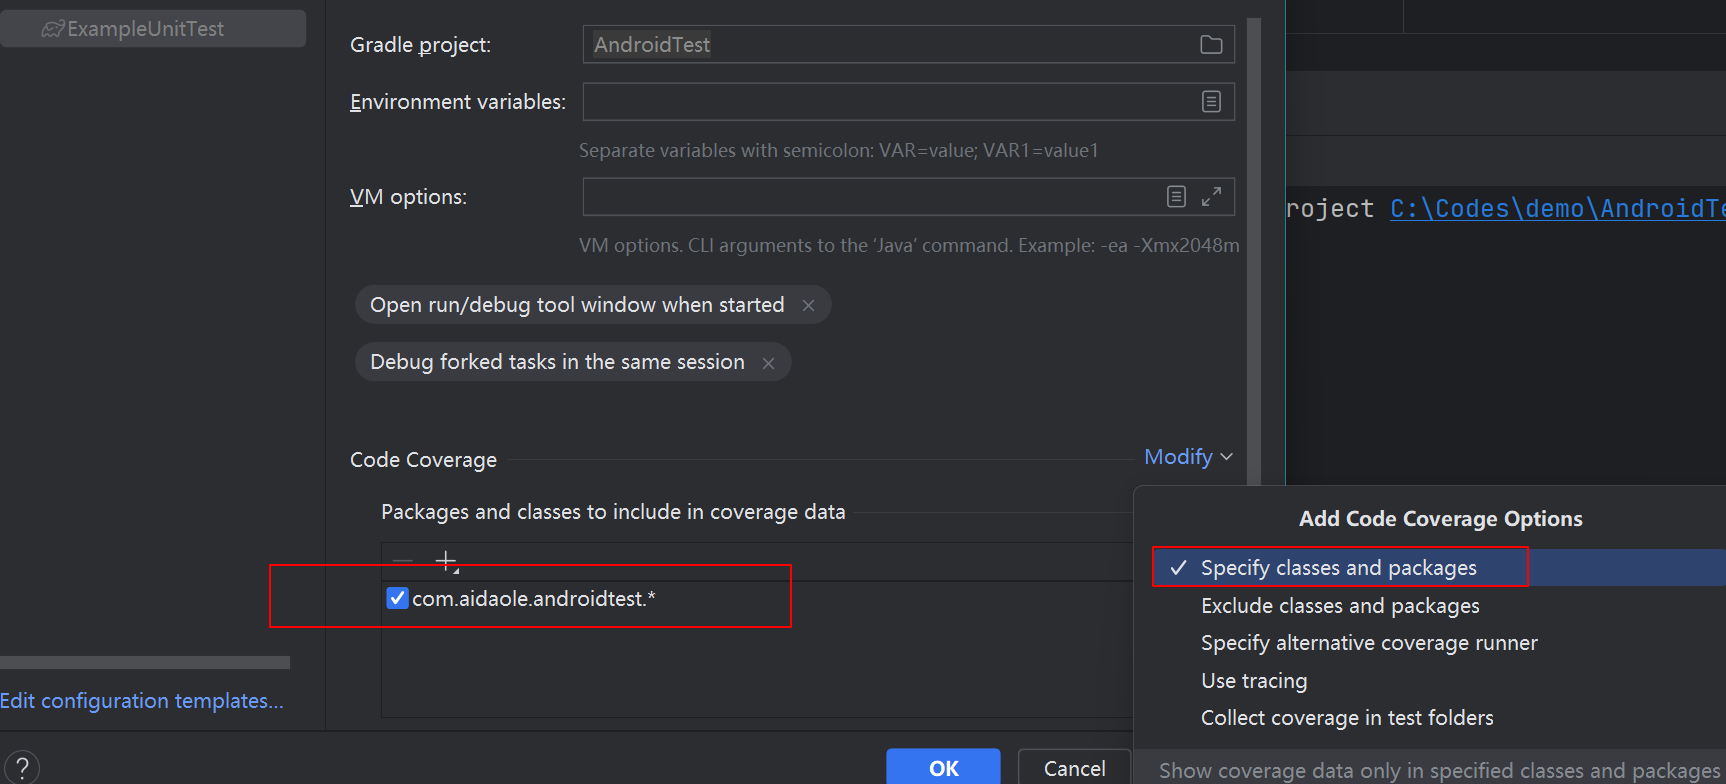 ExampleUnitTest
Gradle project:
AndroidTest
Environment variables:
Separate variables with semicolon: VAR=value; VAR1=value1
VM options:
VM options. CLI arguments to the ‘Java’ command. Example: -ea -Xmx2048m
roject C:\Codes\demo\AndroidTe
Open run/debug tool window when started
Debug forked tasks in the same session
Code Coverage
Modify
Packages and classes to include in coverage data
com.aidaole.androidtest.*
Add Code Coverage Options
Specify classes and packages
Exclude classes and packages
Specify alternative coverage runner
Use tracing
Collect coverage in test folders
Show coverage data only in specified classes and packages
Edit configuration templates...
?
OK
Cancel